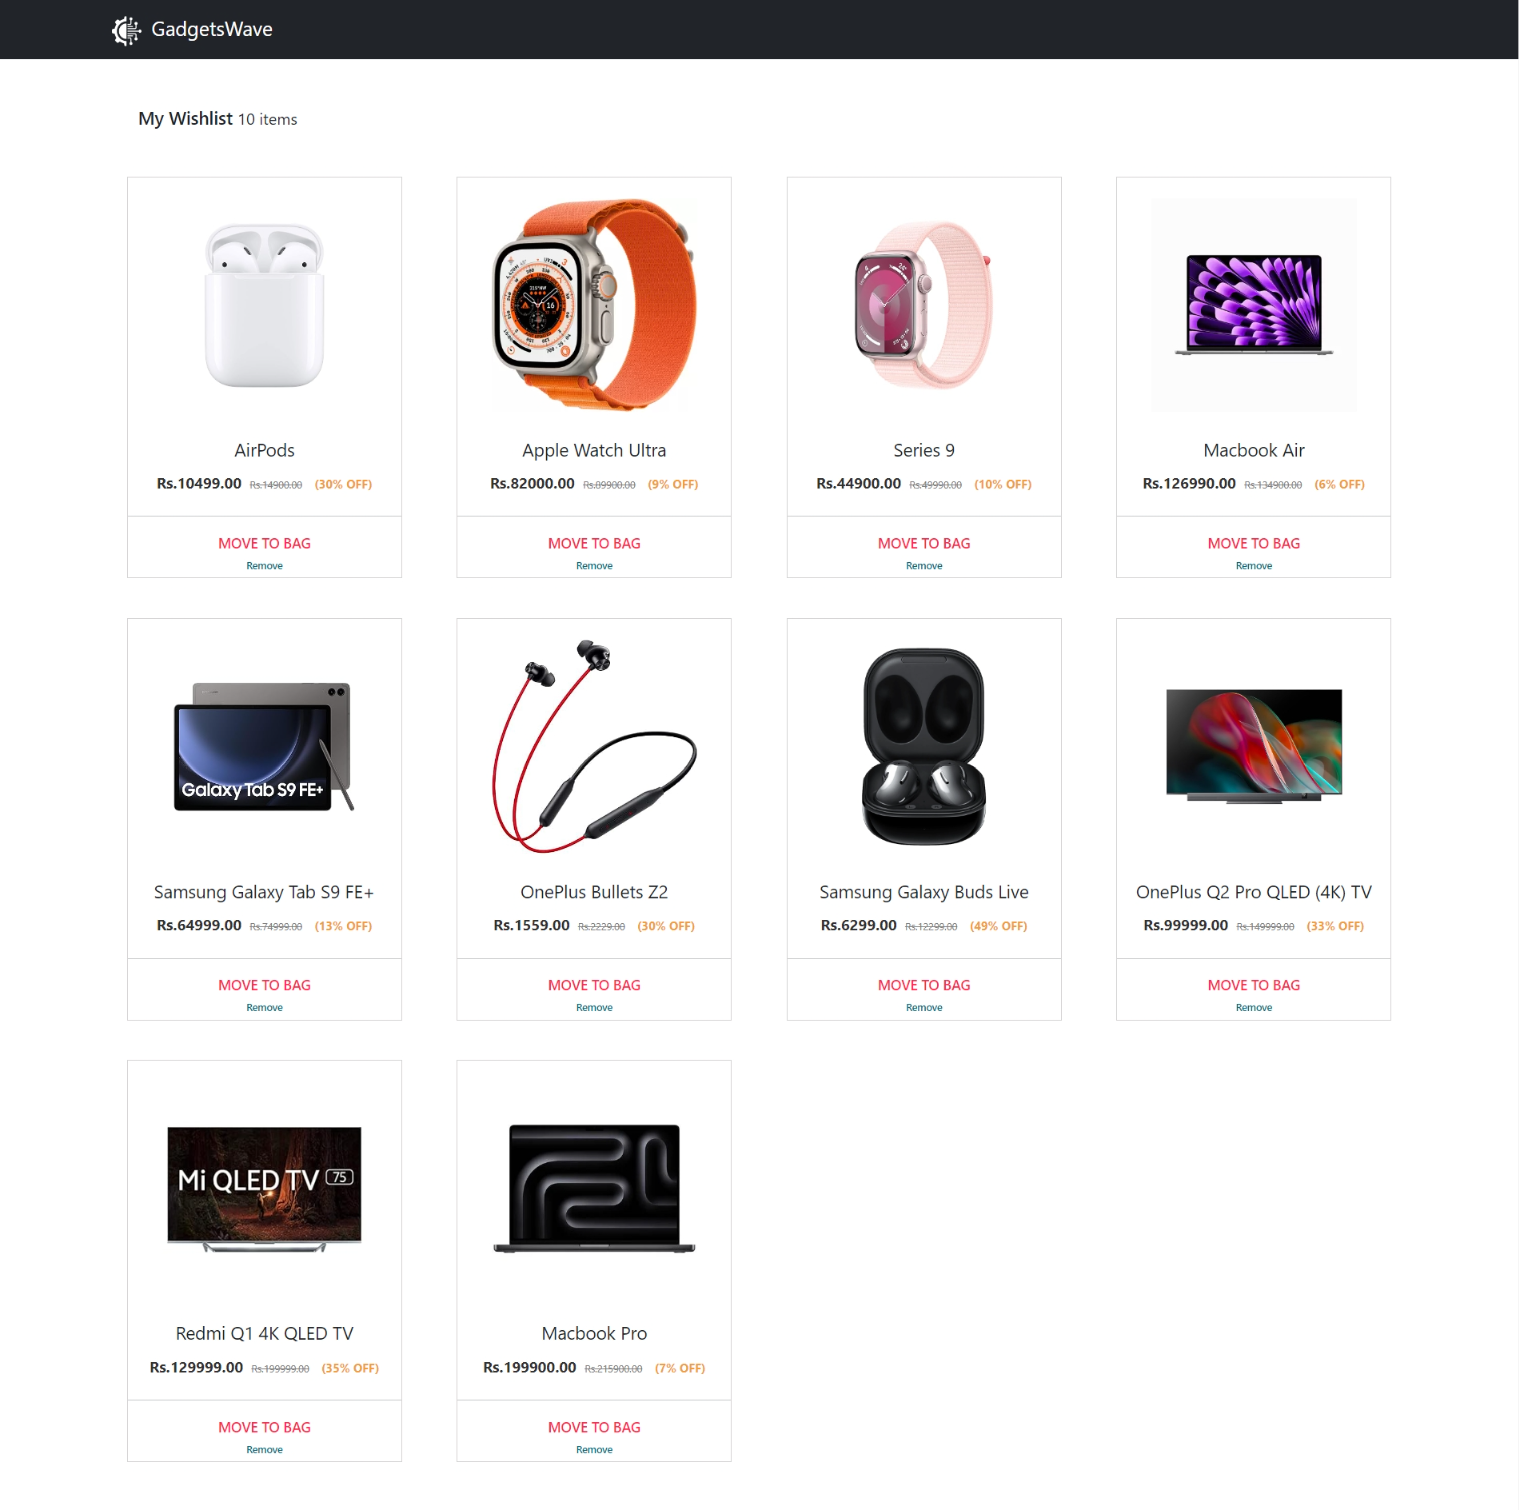 GadgetsWave
My Wishlist 10 items
AirPods
Rs.10499.00 Rs.14900.00 (30% OFF)
MOVE TO BAG
Remove
Apple Watch Ultra
Rs.82000.00 Rs.89900.00 (9% OFF)
MOVE TO BAG
Remove
Series 9
Rs.44900.00 Rs.49990.00 (10% OFF)
MOVE TO BAG
Remove
Macbook Air
Rs.126990.00 Rs.134900.00 (6% OFF)
MOVE TO BAG
Remove
Galaxy Tab S9 FE+
Samsung Galaxy Tab S9 FE+
Rs.64999.00 Rs.74999.00 (13% OFF)
MOVE TO BAG
Remove
OnePlus Bullets Z2
Rs.1559.00 Rs.2229.00 (30% OFF)
MOVE TO BAG
Remove
Samsung Galaxy Buds Live
Rs.6299.00 Rs.12299.00 (49% OFF)
MOVE TO BAG
Remove
OnePlus Q2 Pro QLED (4K) TV
Rs.99999.00 Rs.149999.00 (33% OFF)
MOVE TO BAG
Remove
Mi QLED TV 75
Redmi Q1 4K QLED TV
Rs.129999.00 Rs.199999.00 (35% OFF)
MOVE TO BAG
Remove
Macbook Pro
Rs.199900.00 Rs.215900.00 (7% OFF)
MOVE TO BAG
Remove